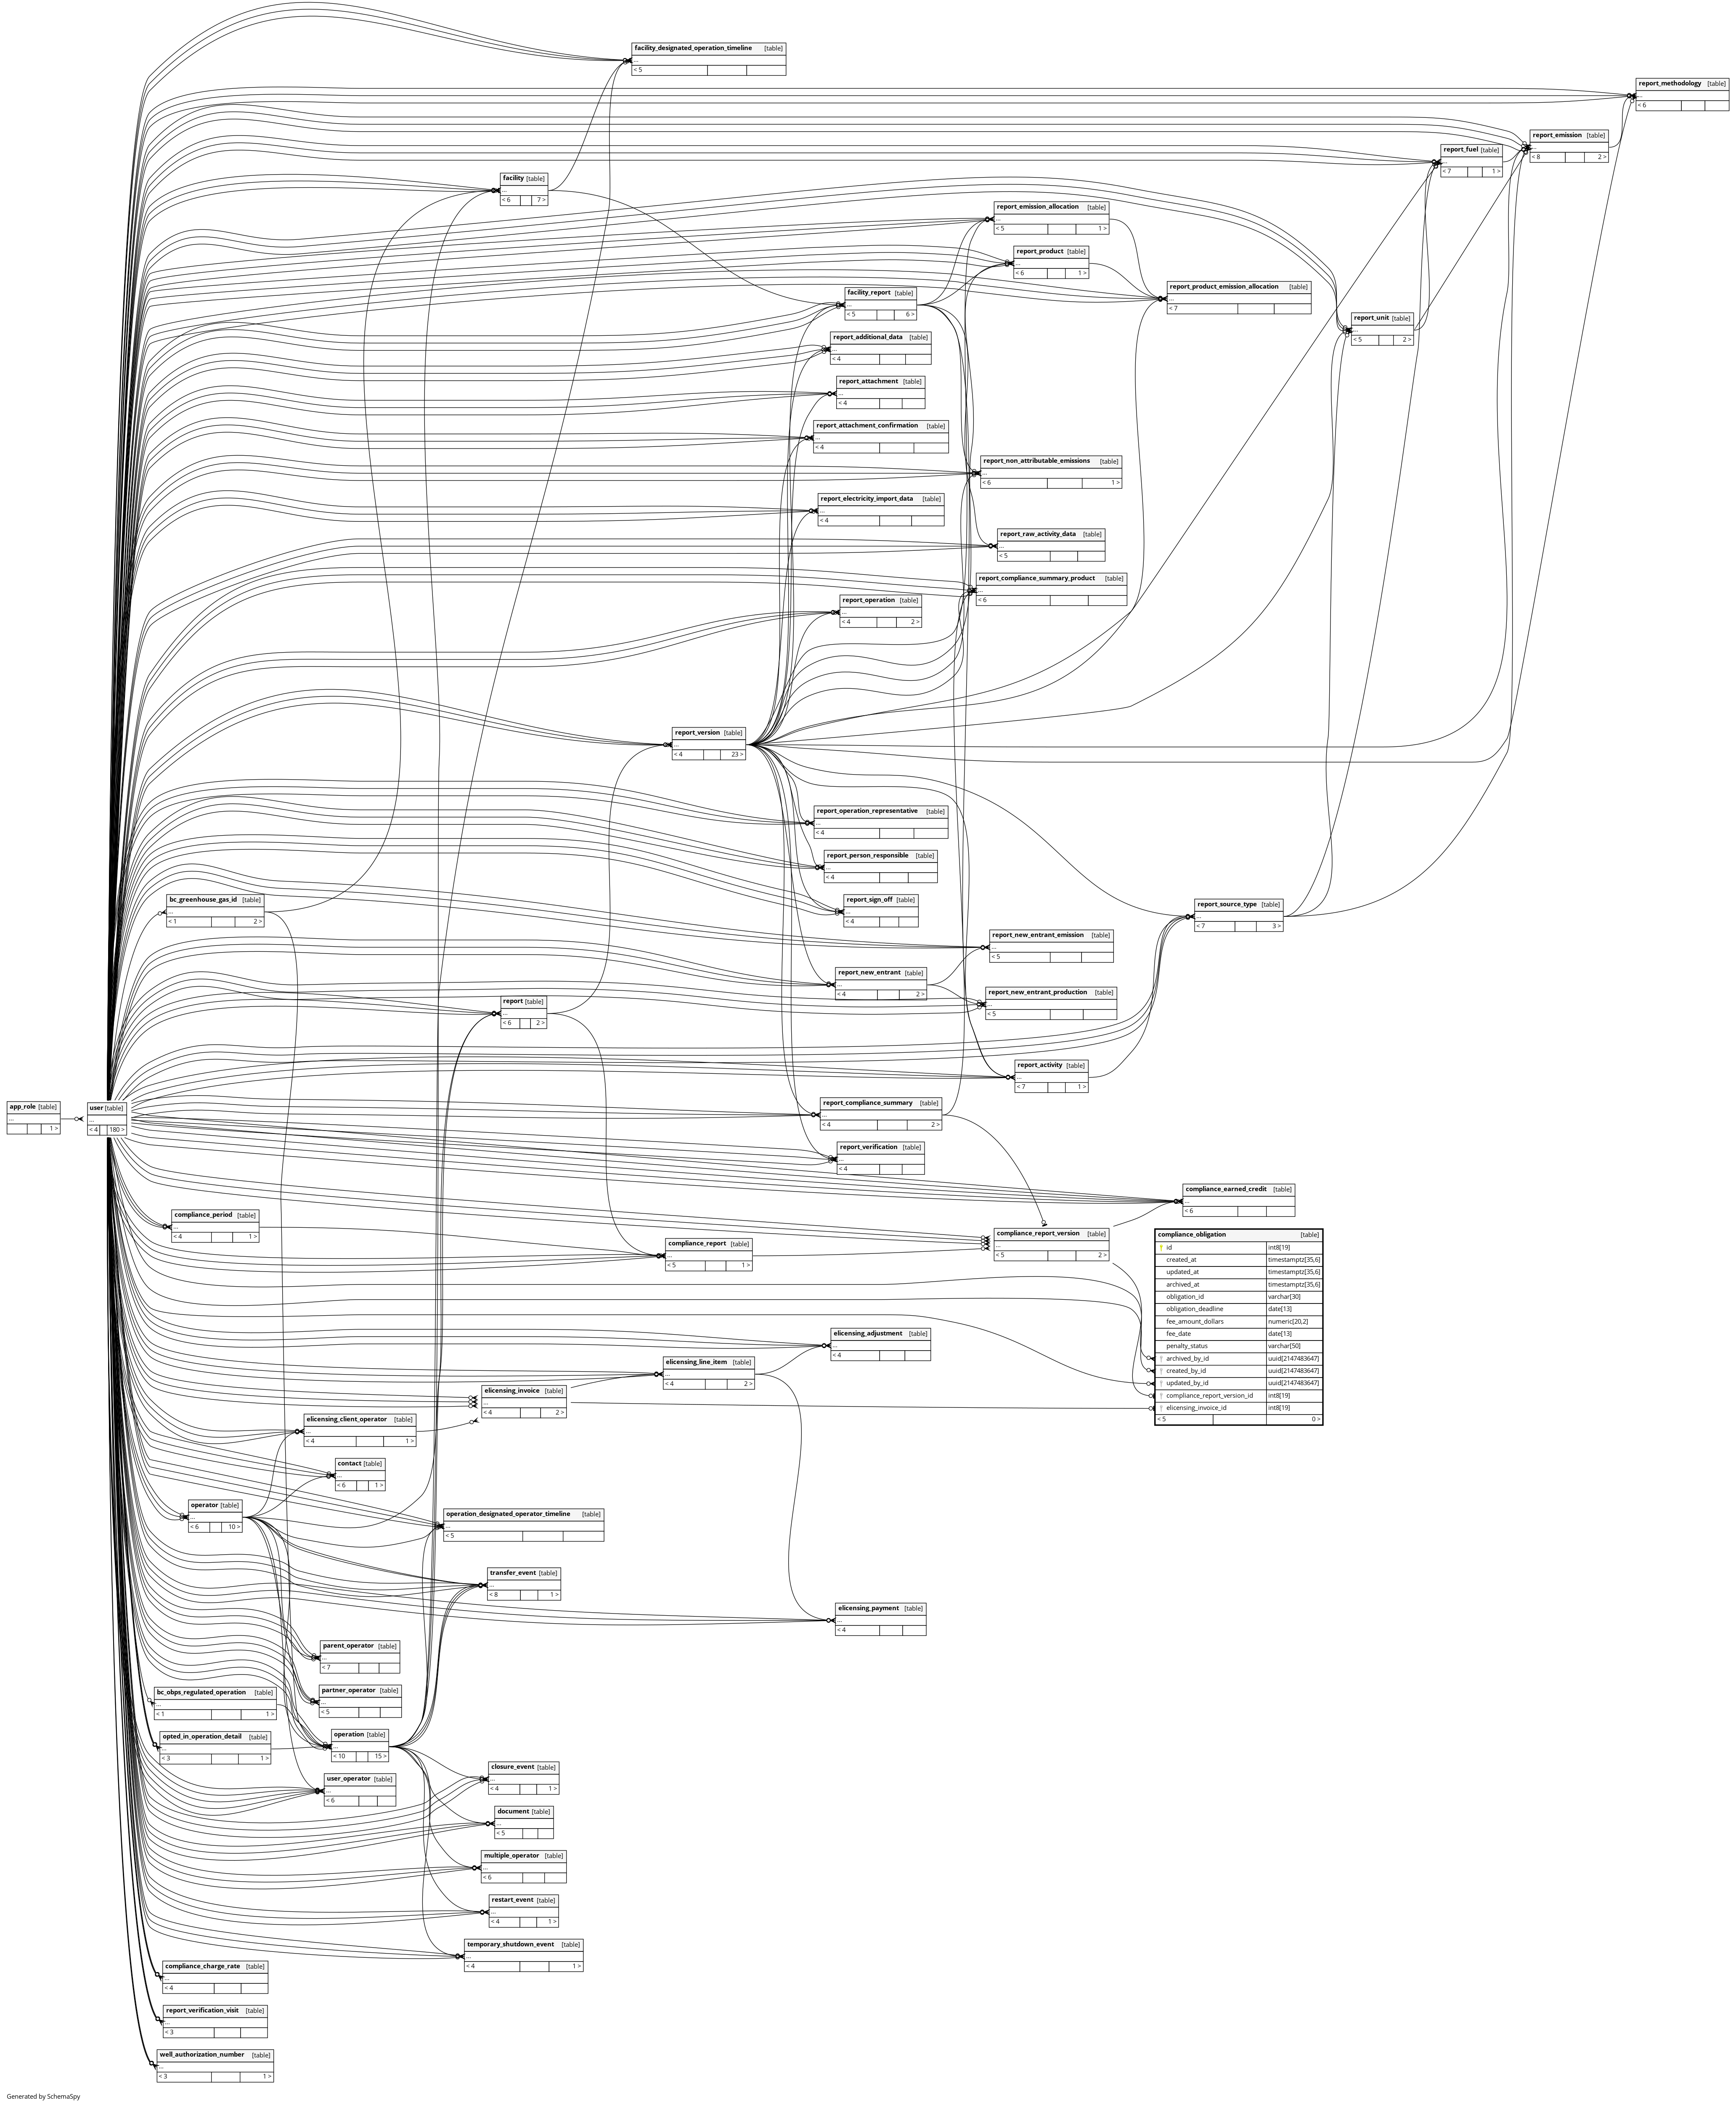 facility_designated_operation_timeline [table]
...
< 5
report_methodology [table]
...
< 6
report_emission [table]
...
< 8 2 >
report_fuel [table]
...
< 7 1 >
facility [table]
...
< 6 7 >
report_emission_allocation [table]
...
< 5 1 >
report_product [table]
...
< 6 1 >
report_product_emission_allocation [table]
...
< 7
facility_report [table]
...
< 5 6 >
report_unit [table]
...
< 5 2 >
report_additional_data [table]
...
< 4
report_attachment [table]
...
< 4
report_attachment_confirmation [table]
...
< 4
report_non_attributable_emissions [table]
...
< 6 1 >
report_electricity_import_data [table]
...
< 4
report_raw_activity_data [table]
...
< 5
report_compliance_summary_product [table]
...
< 6
report_operation [table]
...
< 4 2 >
report_version [table]
...
< 4 23 >
report_operation_representative [table]
...
< 4
report_person_responsible [table]
...
< 4
bc_greenhouse_gas_id [table]
...
< 1 2 >
report_sign_off [table]
...
< 4
report_source_type [table]
...
< 7 3 >
report_new_entrant_emission [table]
...
< 5
report_new_entrant [table]
...
< 4 2 >
report_new_entrant_production [table]
...
< 5
report [table]
...
< 6 2 >
report_activity [table]
...
< 7 1 >
app_role [table]
...
1 >
user [table]
...
< 4 180 >
report_compliance_summary [table]
...
< 4 2 >
report_verification [table]
...
< 4
compliance_earned_credit [table]
...
< 6
compliance_period [table]
...
< 4 1 >
compliance_report [table]
...
< 5 1 >
compliance_report_version [table]
...
< 5 2 >
compliance_obligation [table]
id int8[19]
created_at timestamptz[35,6]
updated_at timestamptz[35,6]
archived_at timestamptz[35,6]
obligation_id varchar[30]
obligation_deadline date[13]
fee_amount_dollars numeric[20,2]
fee_date date[13]
penalty_status varchar[50]
archived_by_id uuid[2147483647]
created_by_id uuid[2147483647]
updated_by_id uuid[2147483647]
compliance_report_version_id int8[19]
elicensing_invoice_id int8[19]
< 5 0 >
elicensing_adjustment [table]
...
< 4
elicensing_line_item [table]
...
< 4 2 >
elicensing_invoice [table]
...
< 4 2 >
elicensing_client_operator [table]
...
< 4 1 >
contact [table]
...
< 6 1 >
operator [table]
...
< 6 10 >
operation_designated_operator_timeline [table]
...
< 5
transfer_event [table]
...
< 8 1 >
elicensing_payment [table]
...
< 4
parent_operator [table]
...
< 7
bc_obps_regulated_operation [table]
...
< 1 1 >
partner_operator [table]
...
< 5
opted_in_operation_detail [table]
...
< 3 1 >
operation [table]
...
< 10 15 >
user_operator [table]
...
< 6
closure_event [table]
...
< 4 1 >
document [table]
...
< 5
multiple_operator [table]
...
< 6
restart_event [table]
...
< 4 1 >
temporary_shutdown_event [table]
...
< 4 1 >
compliance_charge_rate [table]
...
< 4
report_verification_visit [table]
...
< 3
well_authorization_number [table]
...
< 3 1 >
Generated by SchemaSpy